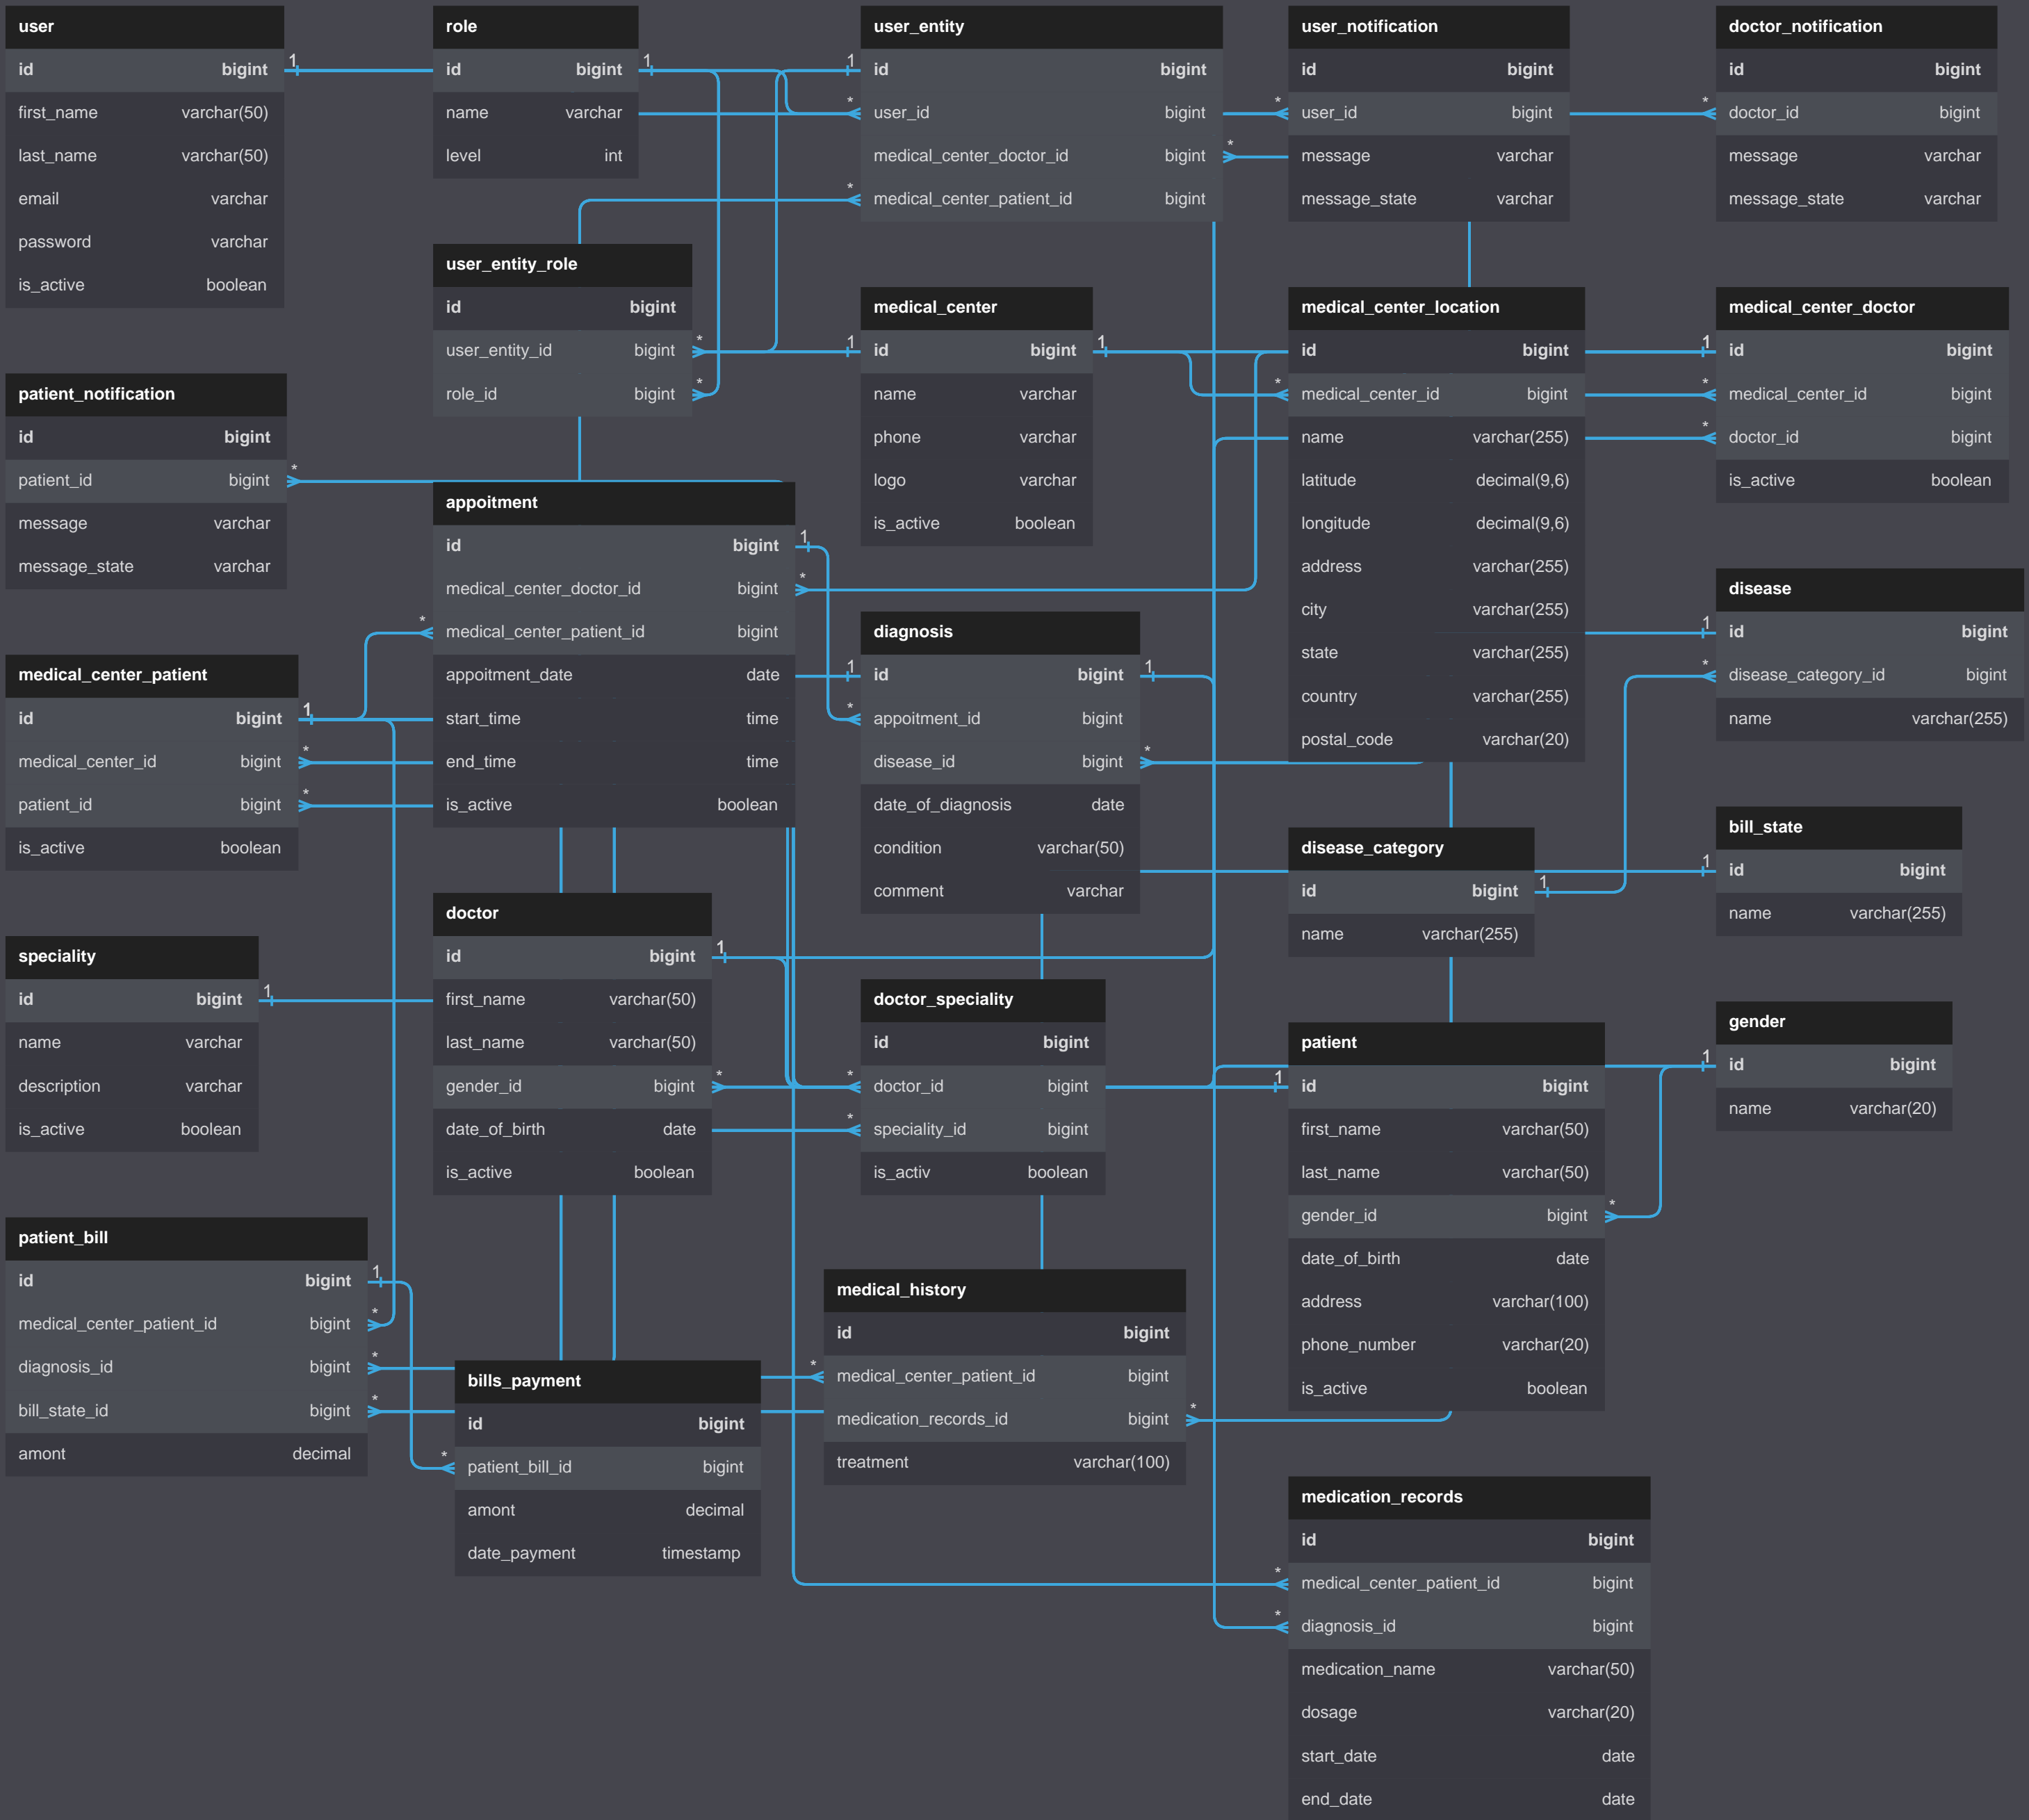 user
id bigint
first_name varchar(50)
last_name varchar(50)
email varchar
password varchar
is_active boolean
role
id bigint
name varchar
level int
user_entity
id bigint
user_id bigint
medical_center_doctor_id bigint
medical_center_patient_id bigint
user_notification
id bigint
user_id bigint
message varchar
message_state varchar
doctor_notification
id bigint
doctor_id bigint
message varchar
message_state varchar
user_entity_role
id bigint
user_entity_id bigint
role_id bigint
medical_center
id bigint
name varchar
phone varchar
logo varchar
is_active boolean
medical_center_location
id bigint
medical_center_id bigint
name varchar(255)
latitude decimal(9,6)
longitude decimal(9,6)
address varchar(255)
city varchar(255)
state varchar(255)
country varchar(255)
postal_code varchar(20)
medical_center_doctor
id bigint
medical_center_id bigint
doctor_id bigint
is_active boolean
patient_notification
id bigint
patient_id bigint
message varchar
message_state varchar
appoitment
id bigint
medical_center_doctor_id bigint
medical_center_patient_id bigint
appoitment_date date
start_time time
end_time time
is_active boolean
diagnosis
id bigint
appoitment_id bigint
disease_id bigint
date_of_diagnosis date
condition varchar(50)
comment varchar
disease
id bigint
disease_category_id bigint
name varchar(255)
medical_center_patient
id bigint
medical_center_id bigint
patient_id bigint
is_active boolean
disease_category
id bigint
name varchar(255)
bill_state
id bigint
name varchar(255)
doctor
id bigint
first_name varchar(50)
last_name varchar(50)
gender_id bigint
date_of_birth date
is_active boolean
speciality
id bigint
name varchar
description varchar
is_active boolean
doctor_speciality
id bigint
doctor_id bigint
speciality_id bigint
is_activ boolean
patient
id bigint
first_name varchar(50)
last_name varchar(50)
gender_id bigint
date_of_birth date
address varchar(100)
phone_number varchar(20)
is_active boolean
gender
id bigint
name varchar(20)
patient_bill
id bigint
medical_center_patient_id bigint
diagnosis_id bigint
bill_state_id bigint
amont decimal
bills_payment
id bigint
patient_bill_id bigint
amont decimal
date_payment timestamp
medical_history
id bigint
medical_center_patient_id bigint
medication_records_id bigint
treatment varchar(100)
medication_records
id bigint
medical_center_patient_id bigint
diagnosis_id bigint
medication_name varchar(50)
dosage varchar(20)
start_date date
end_date date